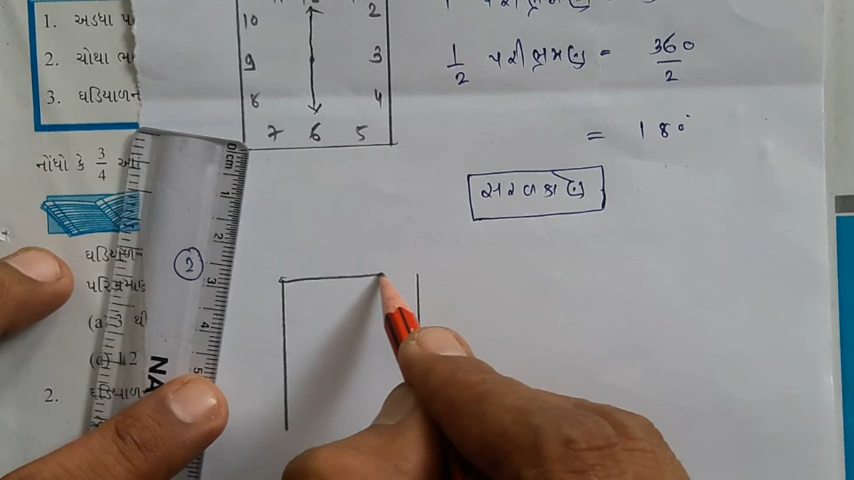 1. અડધા
2. ચોથા ભા
3. ઘડિયાળન
નોંધો કે 3/4
ઘડિયાળન
પરિભ્રમણ
(a) 3 થી
(c) 12
2. ઘડિયાળ
10 2
9 3
8 4
7 6 5
1/2 પરીભ્રમણ = 360/2
= 180°
સરળકોણ
2
0 cm 1 2 3 4 5
NA